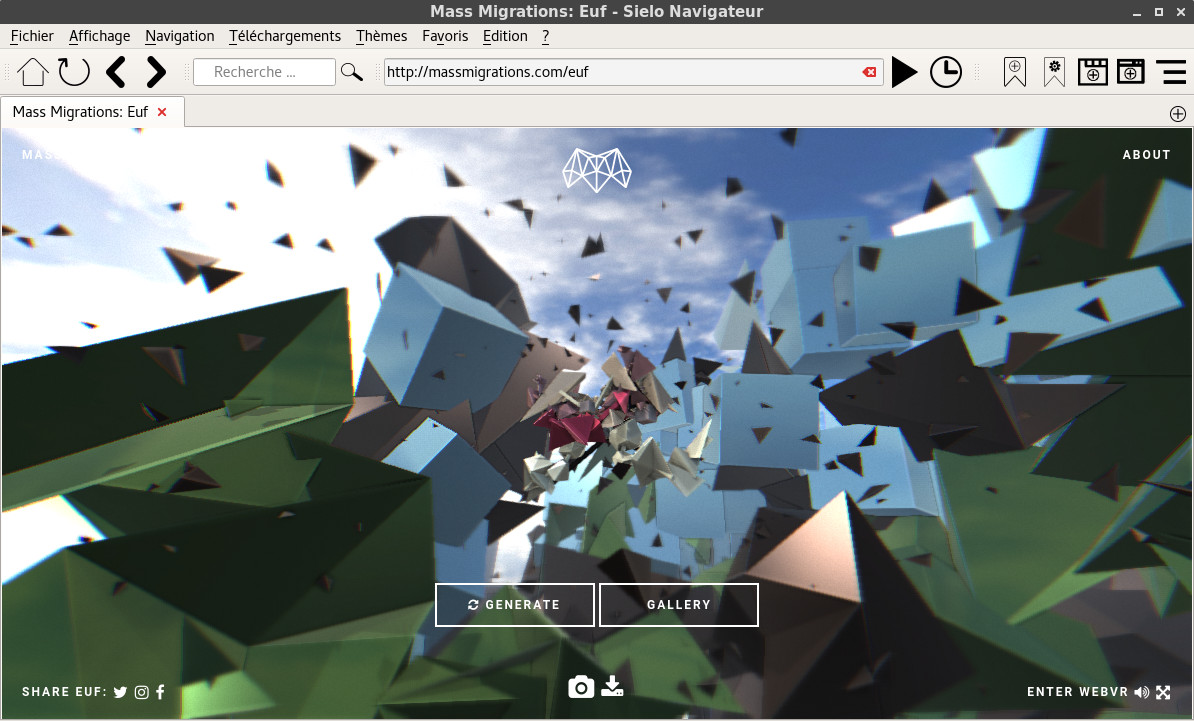 Mass Migrations: Euf - Sielo Navigateur
Fichier Affichage Navigation Téléchargements Thèmes Favoris Edition ?
Recherche ... http://massmigrations.com/euf
Mass Migrations: Euf
ABOUT
GENERATE GALLERY
SHARE EUF: ENTER WEBVR